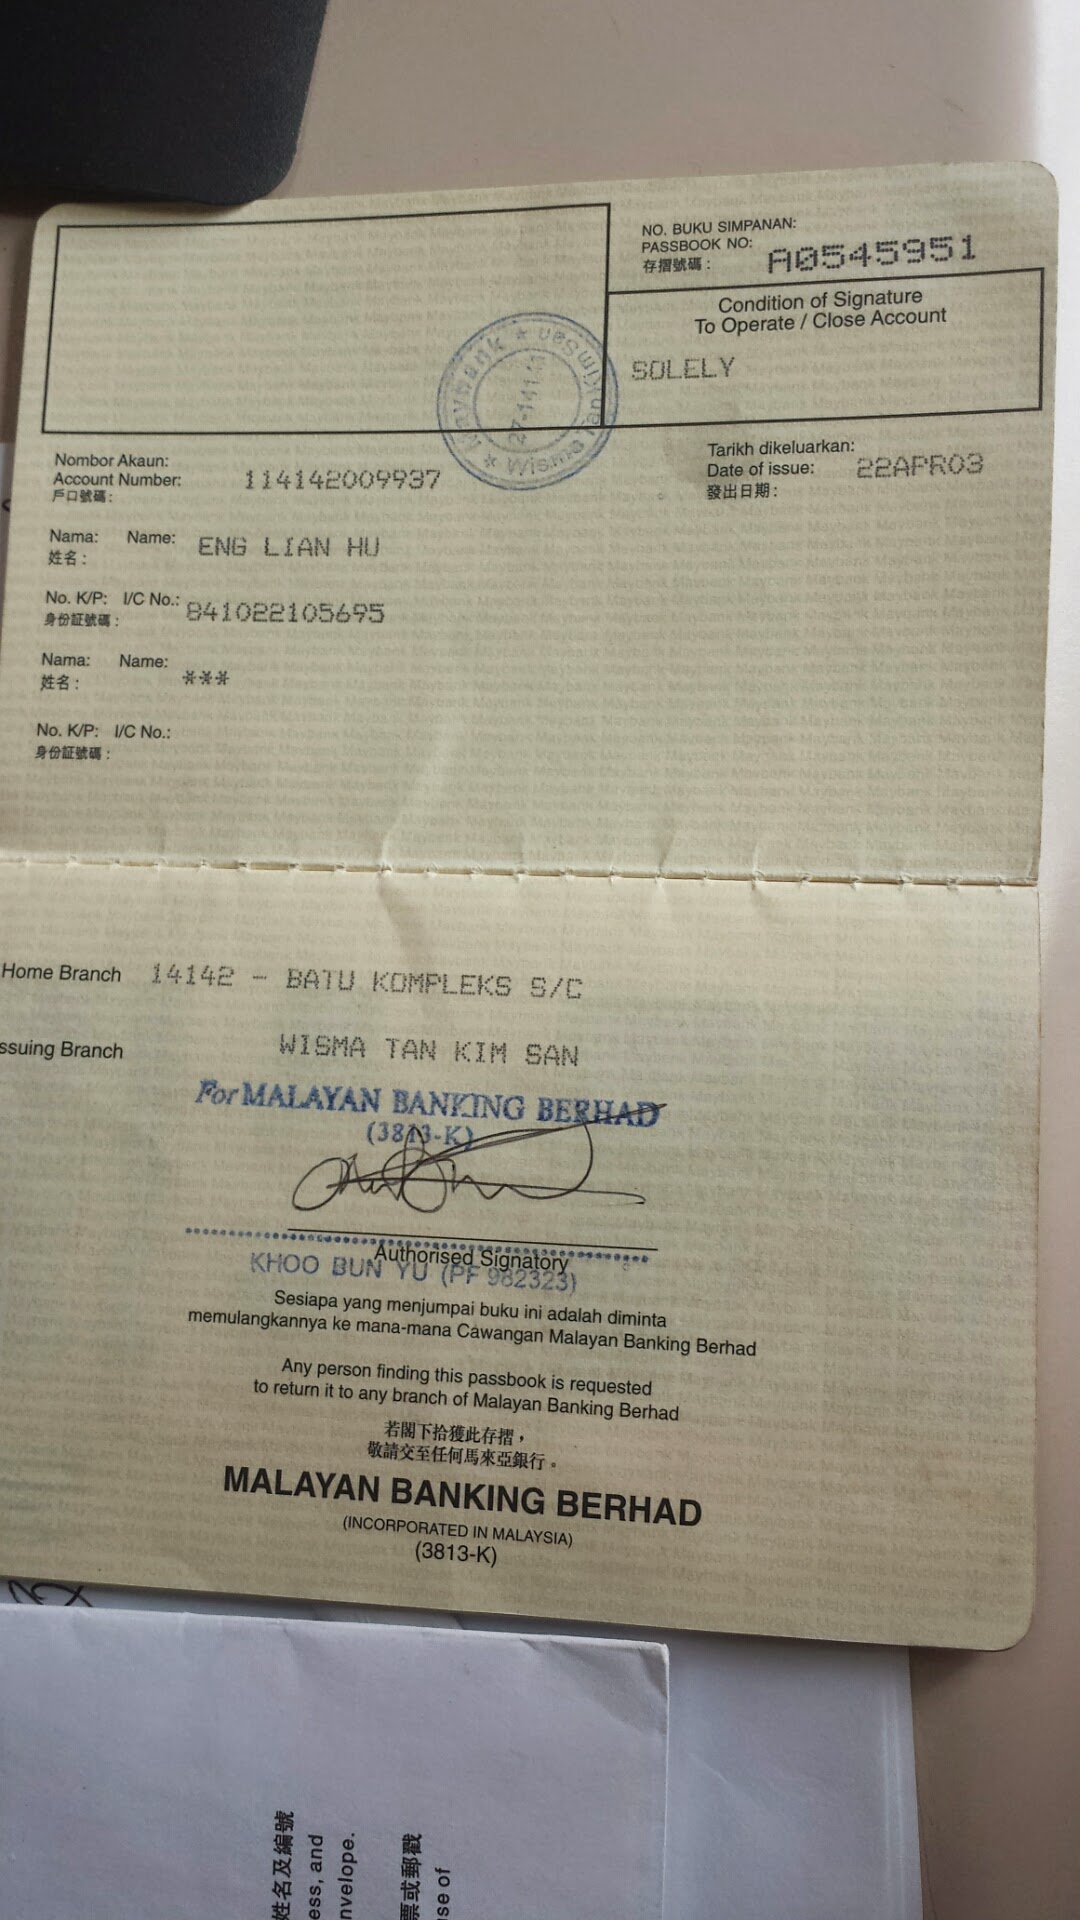 NO. BUKU SIMPANAN:
PASSBOOK NO: A0545951
存摺號碼：
Condition of Signature
To Operate / Close Account
SOLELY
Maybank ★ Wisma Tan Kim San ★
Nombor Akaun:
Account Number: 114142009937
戶口號碼：
Tarikh dikeluarkan:
Date of issue: 22APR03
發出日期：
Nama: Name: ENG LIAN HU
姓名：
No. K/P: I/C No.: 841022105695
身份証號碼：
Nama: Name: ***
姓名：
No. K/P: I/C No.:
身份証號碼：
Home Branch 14142 - BATU KOMPLEKS S/C
ssuing Branch WISMA TAN KIM SAN
For MALAYAN BANKING BERHAD
(3813-K)
Authorised Signatory
KHOO BUN YU (PF 982323)
Sesiapa yang menjumpai buku ini adalah diminta
memulangkannya ke mana-mana Cawangan Malayan Banking Berhad
Any person finding this passbook is requested
to return it to any branch of Malayan Banking Berhad
若閣下拾獲此存摺，
敬請交至任何馬來亞銀行。
MALAYAN BANKING BERHAD
(INCORPORATED IN MALAYSIA)
(3813-K)
姓名及編號
ess, and
nvelope.
票或郵戳
se of